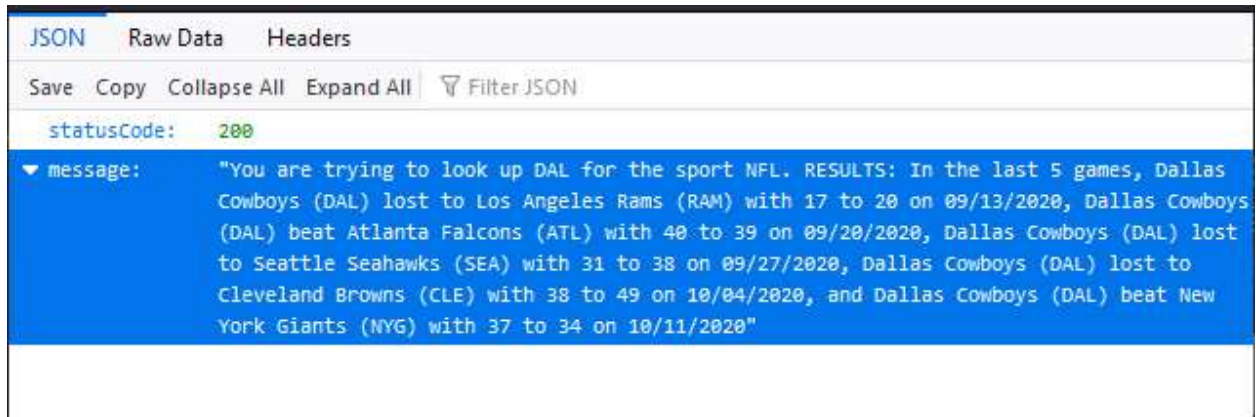 JSON Raw Data Headers
Save Copy Collapse All Expand All Filter JSON
statusCode: 200
message: "You are trying to look up DAL for the sport NFL. RESULTS: In the last 5 games, Dallas
Cowboys (DAL) lost to Los Angeles Rams (RAM) with 17 to 20 on 09/13/2020, Dallas Cowboys
(DAL) beat Atlanta Falcons (ATL) with 40 to 39 on 09/20/2020, Dallas Cowboys (DAL) lost
to Seattle Seahawks (SEA) with 31 to 38 on 09/27/2020, Dallas Cowboys (DAL) lost to
Cleveland Browns (CLE) with 38 to 49 on 10/04/2020, and Dallas Cowboys (DAL) beat New
York Giants (NYG) with 37 to 34 on 10/11/2020"